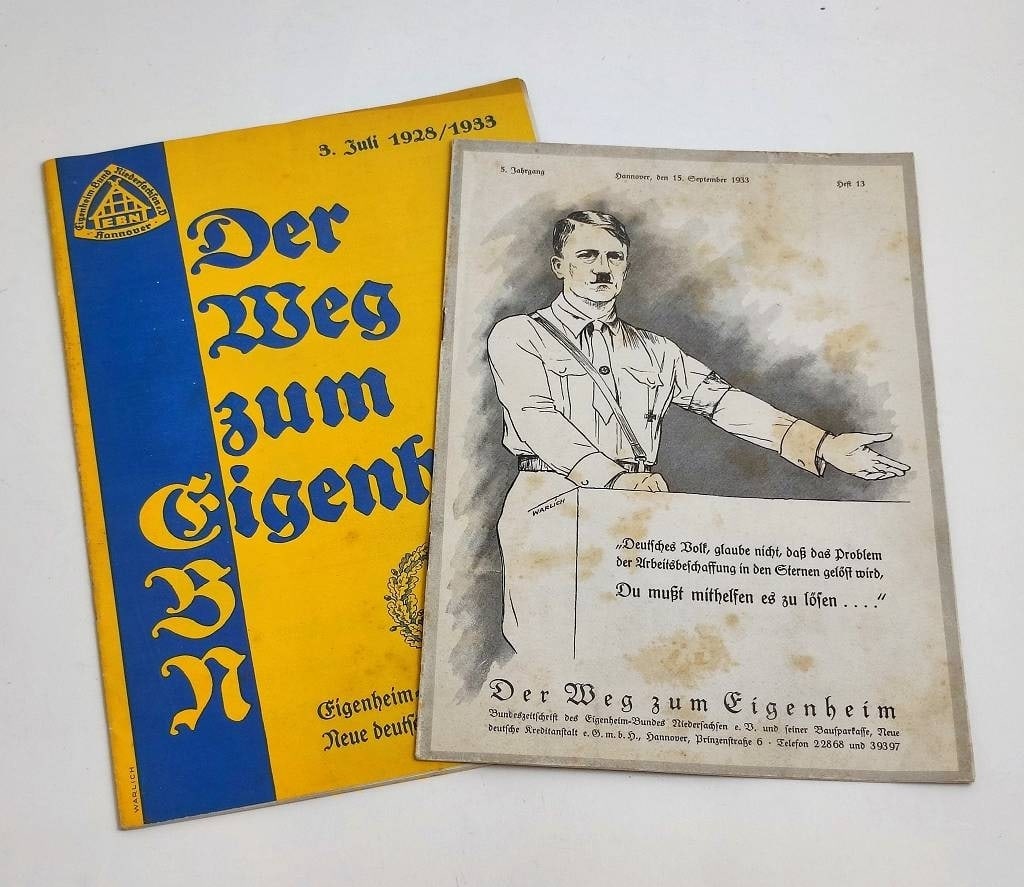 3. Juli 1928/1933
Eigenheim Bund Niedersachsen e.V.
EBN
Hannover
Der
Weg
zum
Eigenh
B
N
Eigenheim-
Neue deutsc
WARLICH
5. Jahrgang
Hannover, den 15. September 1933
Heft 13
WARLICH
„Deutsches Volk, glaube nicht, daß das Problem
der Arbeitsbeschaffung in den Sternen gelöst wird,
Du mußt mithelfen es zu lösen . . . .“
Der Weg zum Eigenheim
Bundeszeitschrift des Eigenheim-Bundes Niedersachsen e. V. und seiner Bausparkasse, Neue
deutsche Kreditanstalt e. G. m. b. H., Hannover, Prinzenstraße 6 · Telefon 22868 und 39397